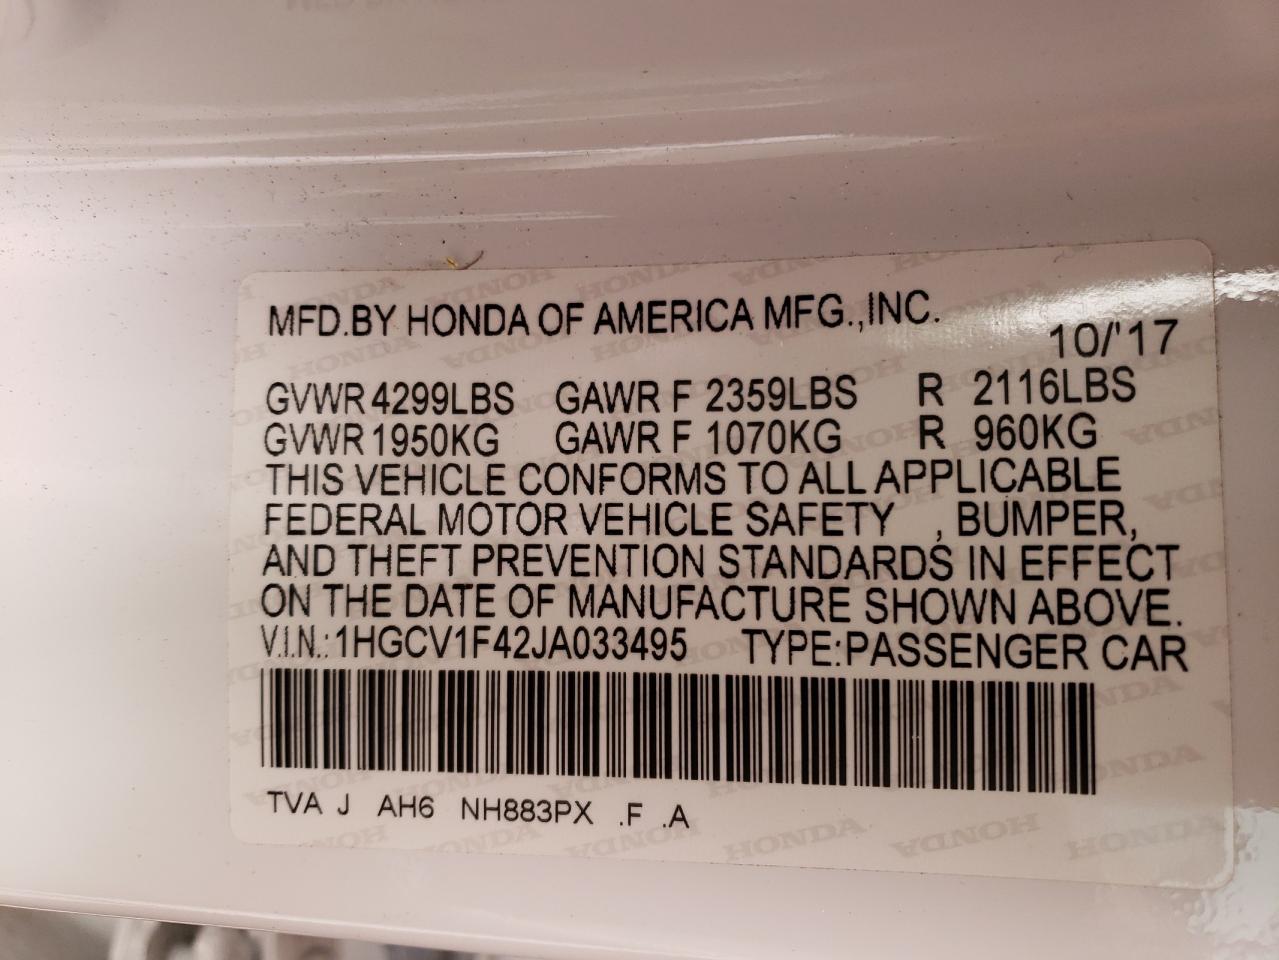 MFD.BY HONDA OF AMERICA MFG.,INC.
10/'17
GVWR 4299LBS GAWR F 2359LBS R 2116LBS
GVWR 1950KG GAWR F 1070KG R 960KG
THIS VEHICLE CONFORMS TO ALL APPLICABLE
FEDERAL MOTOR VEHICLE SAFETY , BUMPER,
AND THEFT PREVENTION STANDARDS IN EFFECT
ON THE DATE OF MANUFACTURE SHOWN ABOVE.
V.I.N.: 1HGCV1F42JA033495 TYPE:PASSENGER CAR
TVA J AH6 NH883PX .F .A